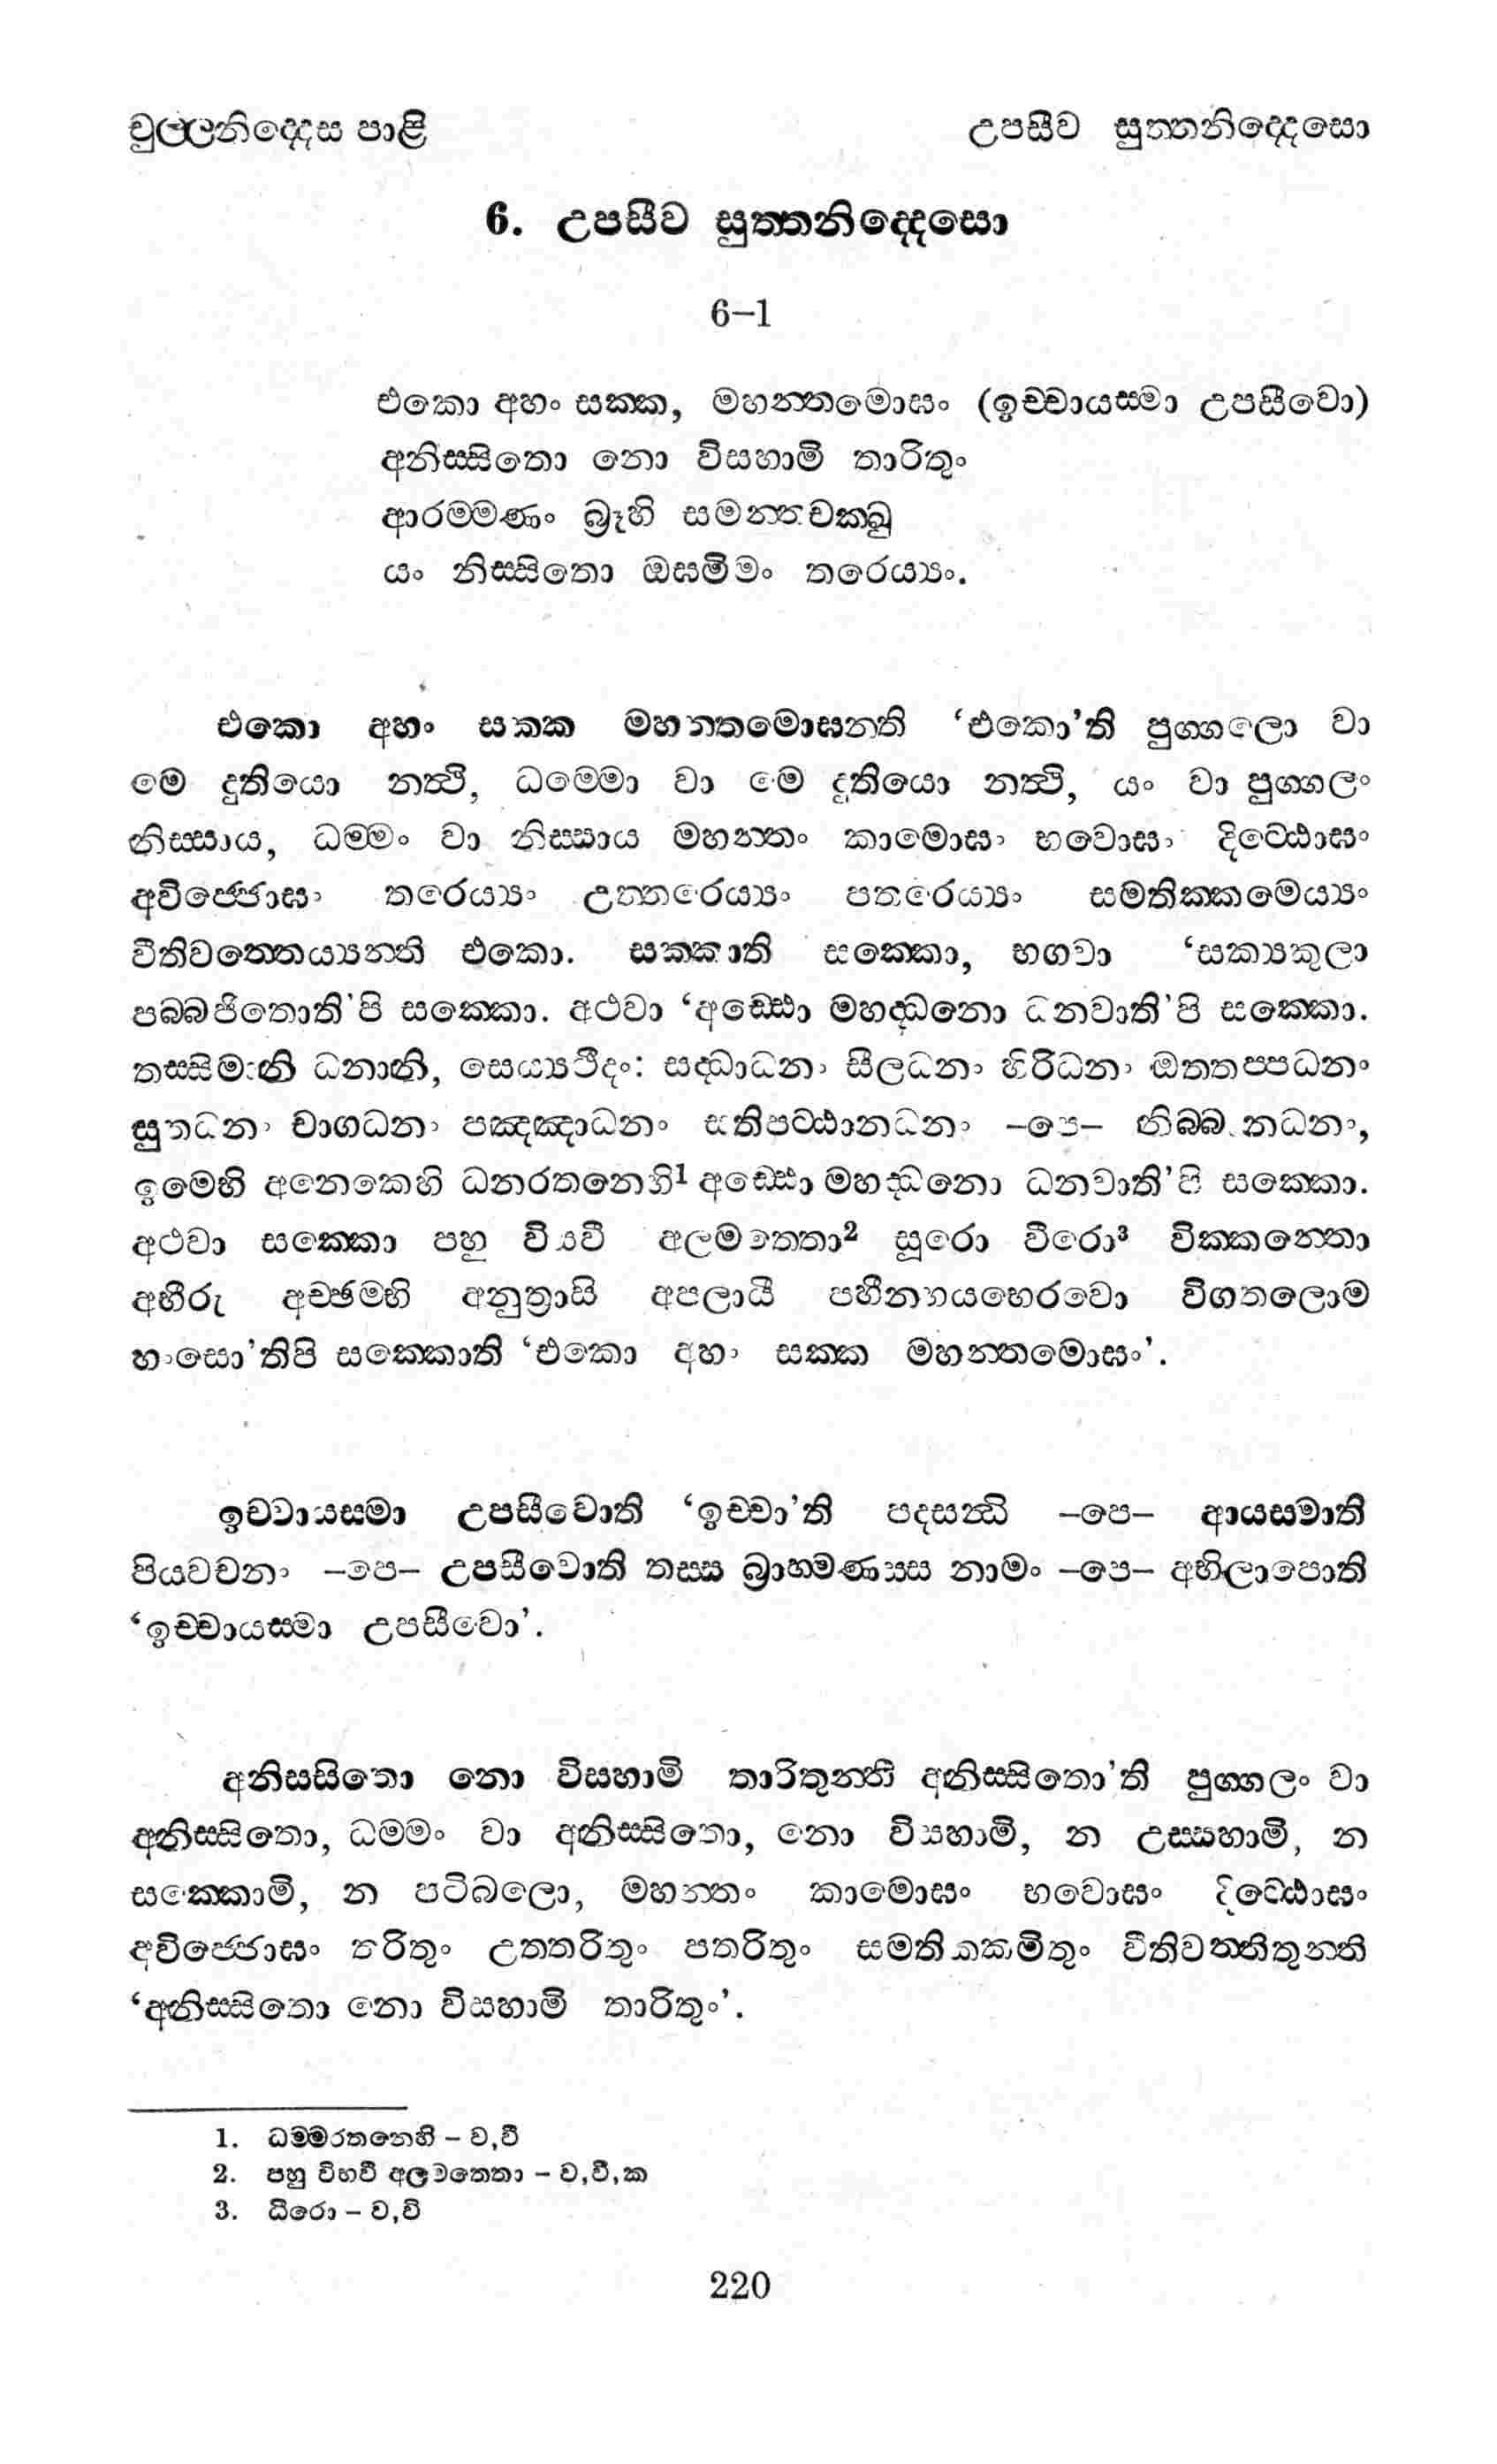 චුල්ලනිද්දෙස පාළි
උපසීව සුත්තනිද්දෙසො
6. උපසීව සුත්තනිද්දෙසො
6–1
එකො අහං සක්ක, මහන්තමොඝං (ඉච්චායස්මා උපසීවො)
අනිස්සිතො නො විසහාමි තාරිතුං
ආරම්මණං බ්‍රූහි සමන්තචක්ඛු
යං නිස්සිතො ඔඝමිමං තරෙය්‍යං.
එකො අහං සක්ක මහන්තමොඝන්ති ‘එකො’ති පුග්ගලො වා
මෙ දුතියො නත්ථි, ධම්මො වා මෙ දුතියො නත්ථි, යං වා පුග්ගලං
නිස්සාය, ධම්මං වා නිස්සාය මහන්තං කාමොඝං භවොඝං දිට්ඨොඝං
අවිජ්ජොඝං තරෙය්‍යං උත්තරෙය්‍යං පතරෙය්‍යං සමතික්කමෙය්‍යං
වීතිවත්තෙය්‍යන්ති එකො. සක්කාති සක්කො, භගවා ‘සක්‍යකුලා
පබ්බජිතොති’පි සක්කො. අථවා ‘අඩ්ඪො මහද්ධනො ධනවාති’පි සක්කො.
තස්සිමානි ධනානි, සෙය්‍යථීදං: සද්ධාධනං සීලධනං හිරිධනං ඔත්තප්පධනං
සුතධනං චාගධනං පඤ්ඤාධනං සතිපට්ඨානධනං –පෙ– නිබ්බානධනං,
ඉමෙහි අනෙකෙහි ධනරතනෙහි1 අඩ්ඪො මහද්ධනො ධනවාති’පි සක්කො.
අථවා සක්කො පහු විසවී අලමත්තො2 සූරො වීරො3 වික්කන්තො
අභීරු අච්ඡම්භි අනුත්‍රාසි අපලායී පහීනභයභෙරවො විගතලොම
හංසො’තිපි සක්කොති ‘එකො අහං සක්ක මහන්තමොඝං’.
ඉච්චායස්මා උපසීවොති ‘ඉච්චා’ති පදසන්ධි –පෙ– ආයස්මාති
පියවචනං –පෙ– උපසීවොති තස්ස බ්‍රාහ්මණස්ස නාමං –පෙ– අභිලාපොති
‘ඉච්චායස්මා උපසීවො’.
අනිස්සිතො නො විසහාමි තාරිතුන්ති අනිස්සිතො’ති පුග්ගලං වා
අනිස්සිතො, ධම්මං වා අනිස්සිතො, නො විසහාමි, න උස්සහාමි, න
සක්කොමි, න පටිබලො, මහන්තං කාමොඝං භවොඝං දිට්ඨොඝං
අවිජ්ජොඝං තරිතුං උත්තරිතුං පතරිතුං සමතික්කමිතුං වීතිවත්තිතුන්ති
‘අනිස්සිතො නො විසහාමි තාරිතුං’.
1. ධම්මරතනෙහි – ව,වී
2. පහු විභවී අලමත්තො – ව,වී,ක
3. ධීරො – ව,වි
220